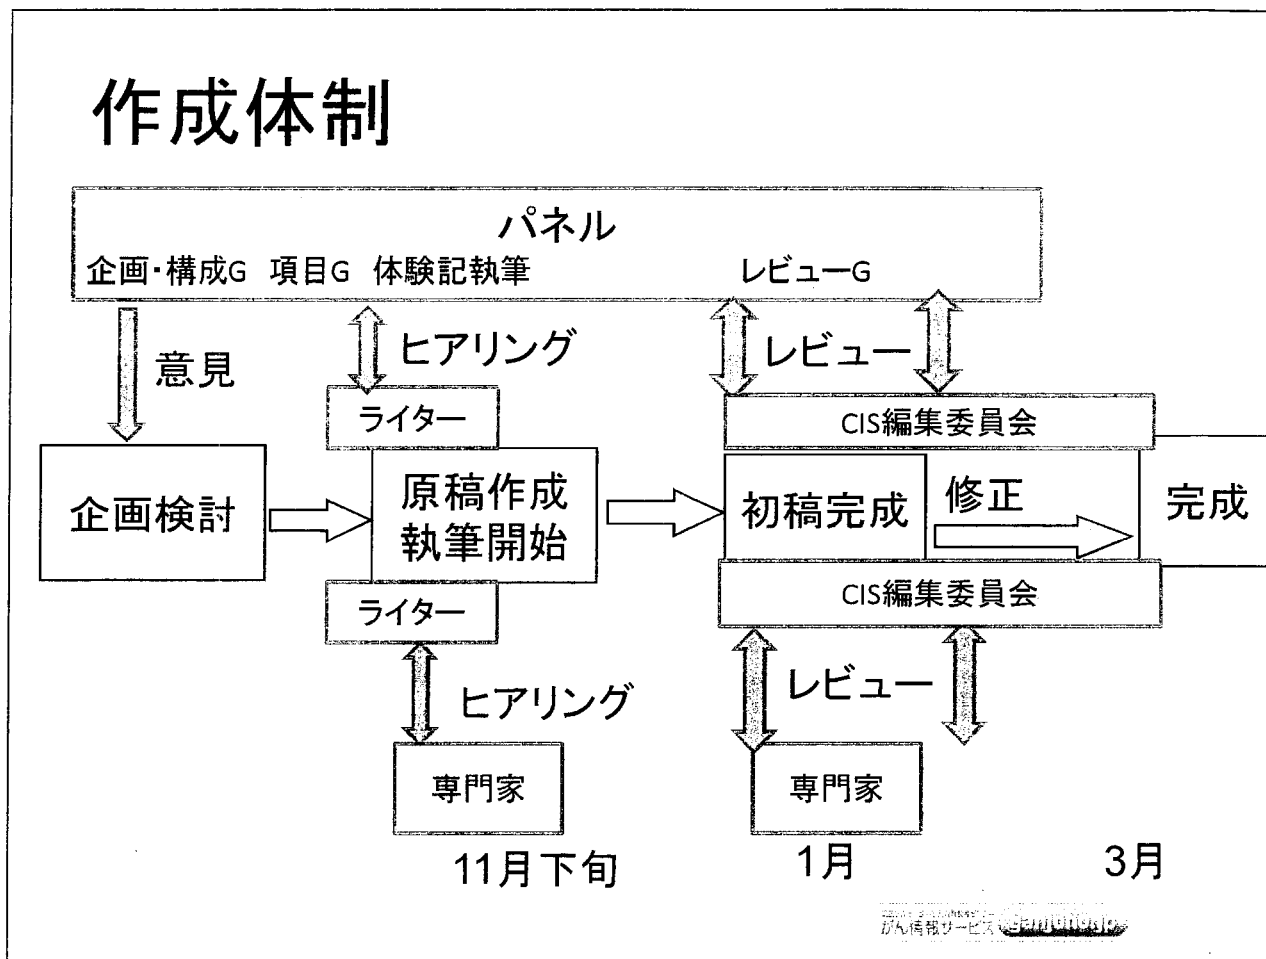 作成体制
パネル
企画・構成G 項目G 体験記執筆 レビューG
意見
ヒアリング
レビュー
ライター
CIS編集委員会
企画検討
原稿作成
執筆開始
初稿完成
修正
完成
ライター
CIS編集委員会
ヒアリング
レビュー
専門家
専門家
11月下旬
1月
3月
がん情報サービス ganjoho.jp